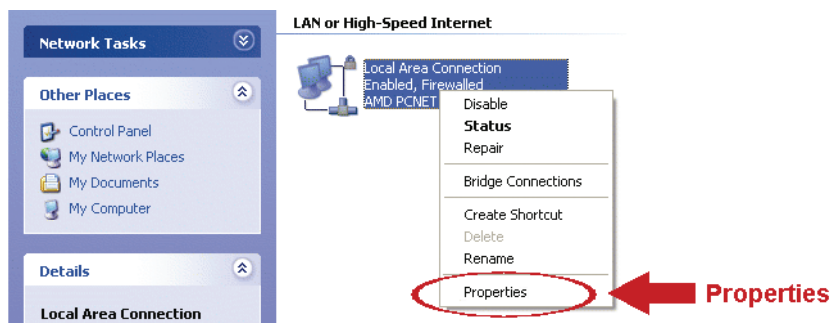 Network Tasks
Other Places
Control Panel
My Network Places
My Documents
My Computer
Details
Local Area Connection
LAN or High-Speed Internet
Local Area Connection
Enabled, Firewalled
AMD PCNET
Disable
Status
Repair
Bridge Connections
Create Shortcut
Delete
Rename
Properties
Properties